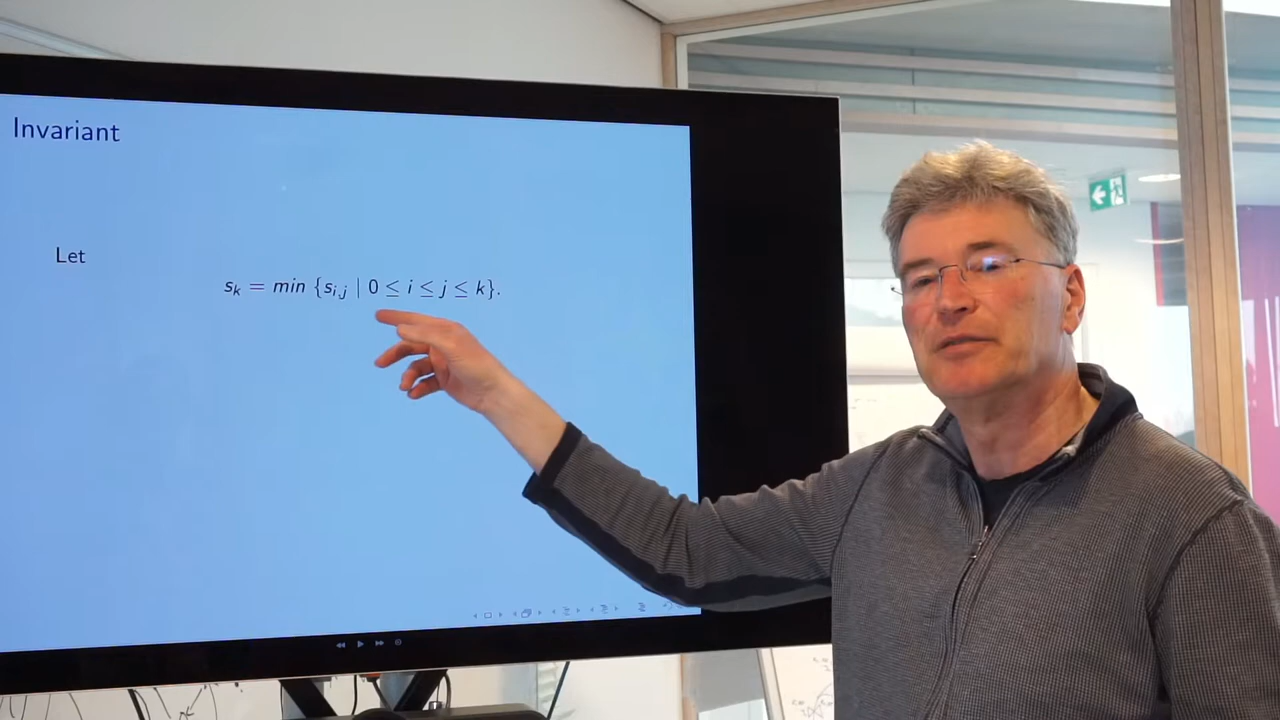 Invariant
Let
s_k = min {s_{i,j} | 0 ≤ i ≤ j ≤ k}.